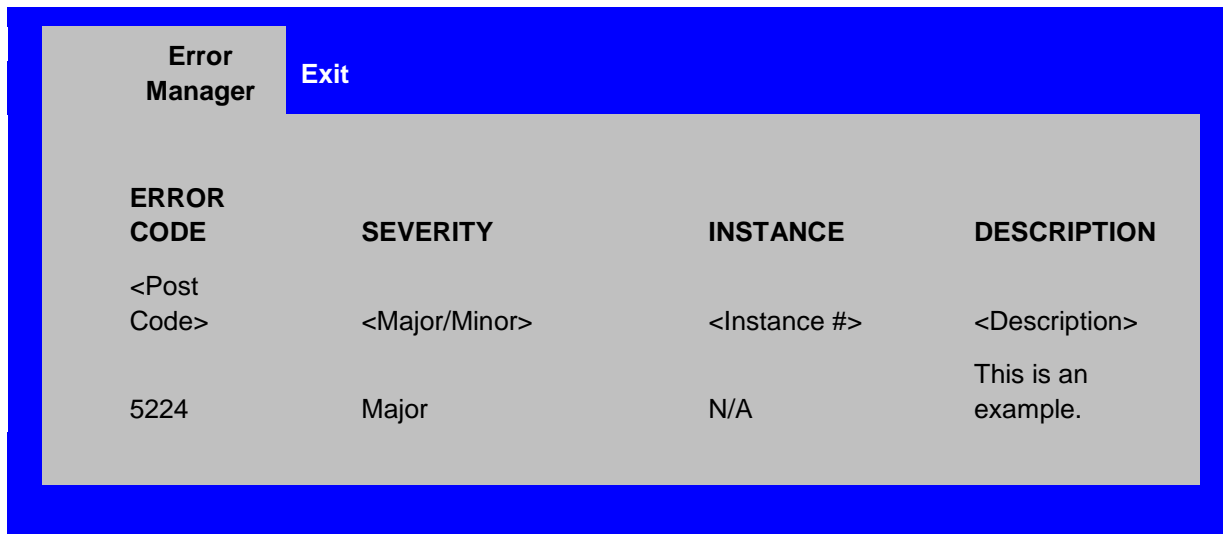 Error
Manager
Exit
ERROR
CODE
SEVERITY
INSTANCE
DESCRIPTION
<Post
Code>
<Major/Minor>
<Instance #>
<Description>
5224
Major
N/A
This is an
example.